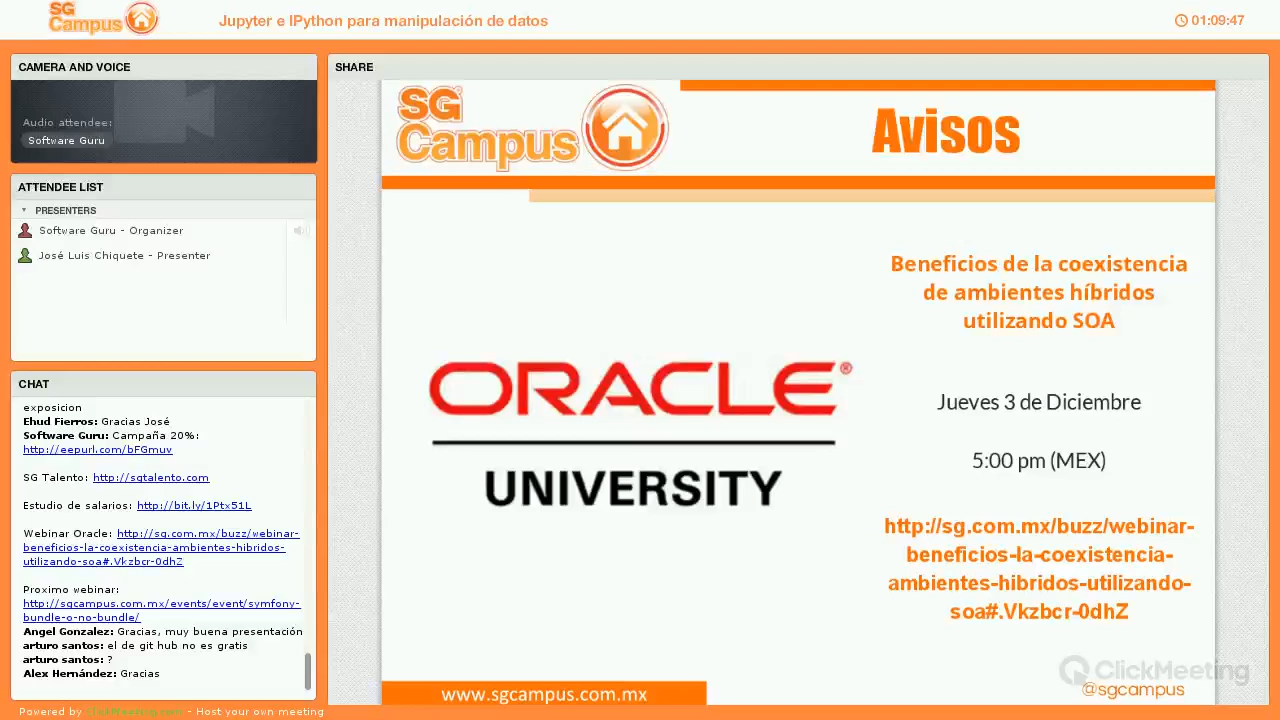 SG Campus
Jupyter e IPython para manipulación de datos
01:09:47
CAMERA AND VOICE
Audio attendee:
Software Guru
ATTENDEE LIST
PRESENTERS
Software Guru - Organizer
José Luis Chiquete - Presenter
CHAT
exposicion
Ehud Fierros: Gracias José
Software Guru: Campaña 20%:
http://eepurl.com/bFGmuv
SG Talento: http://sgtalento.com
Estudio de salarios: http://bit.ly/1Ptx51L
Webinar Oracle: http://sg.com.mx/buzz/webinar-
beneficios-la-coexistencia-ambientes-hibridos-
utilizando-soa#.Vkzbcr-0dhZ
Proximo webinar:
http://sgcampus.com.mx/events/event/symfony-
bundle-o-no-bundle/
Angel Gonzalez: Gracias, muy buena presentación
arturo santos: el de git hub no es gratis
arturo santos: ?
Alex Hernández: Gracias
Powered by ClickMeeting.com - Host your own meeting
SHARE
SG
Campus
Avisos
ORACLE®
UNIVERSITY
Beneficios de la coexistencia
de ambientes híbridos
utilizando SOA
Jueves 3 de Diciembre
5:00 pm (MEX)
http://sg.com.mx/buzz/webinar-
beneficios-la-coexistencia-
ambientes-hibridos-utilizando-
soa#.Vkzbcr-0dhZ
www.sgcampus.com.mx
ClickMeeting
@sgcampus